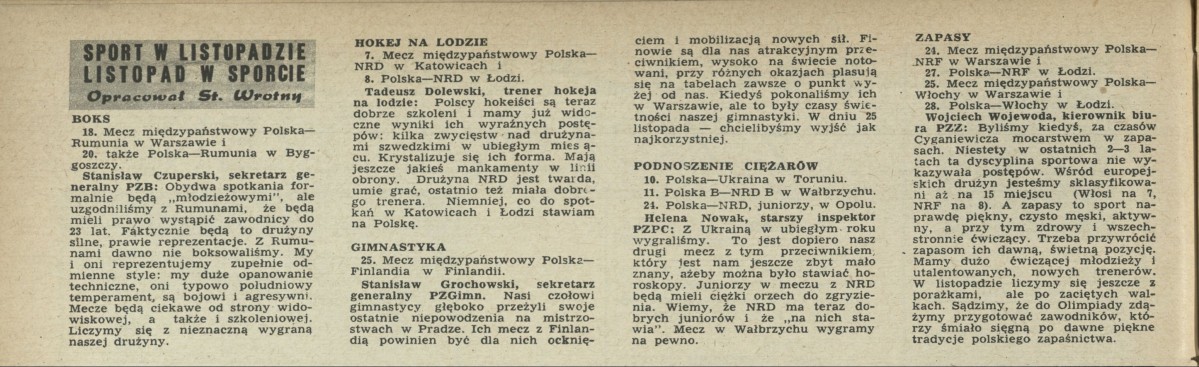 SPORT W LISTOPADZIE
LISTOPAD W SPORCIE
Opracował St. Wrotny
BOKS
18. Mecz międzypaństwowy Polska—
Rumunia w Warszawie i
20. także Polska—Rumunia w Byd-
goszczy.
Stanisław Czuperski, sekretarz ge-
neralny PZB: Obydwa spotkania for-
malnie będą „młodzieżowymi", ale
uzgodniliśmy z Rumunami, że będą
mieli prawo wystąpić zawodnicy do
23 lat. Faktycznie będą to drużyny
silne, prawie reprezentacje. Z Rumu-
nami dawno nie boksowaliśmy. My
i oni reprezentujemy zupełnie od-
mienne style: my duże opanowanie
techniczne, oni typowo południowy
temperament, są bojowi i agresywni.
Mecze będą ciekawe od strony wido-
wiskowej, a także i szkoleniowej.
Liczymy się z nieznaczną wygraną
naszej drużyny.
HOKEJ NA LODZIE
7. Mecz międzypaństwowy Polska—
NRD w Katowicach i
8. Polska—NRD w Łodzi.
Tadeusz Dolewski, trener hokeja
na lodzie: Polscy hokeiści są teraz
dobrze szkoleni i mamy już wido-
czne wyniki ich wyraźnych postę-
pów: kilka zwycięstw nad drużyna-
mi szwedzkimi w ubiegłym miesią-
cu. Krystalizuje się ich forma. Mają
jeszcze jakieś mankamenty w linii
obrony. Drużyna NRD jest twarda,
umie grać, ostatnio też miała dobre-
go trenera. Niemniej, co do spot-
kań w Katowicach i Łodzi stawiam
na Polskę.
GIMNASTYKA
25. Mecz międzypaństwowy Polska—
Finlandia w Finlandii.
Stanisław Grochowski, sekretarz
generalny PZGimn. Nasi czołowi
gimnastycy głęboko przeżyli swoje
ostatnie niepowodzenia na mistrzo-
stwach w Pradze. Ich mecz z Finlan-
dią powinien być dla nich ocknię-
ciem i mobilizacją nowych sił. Fi-
nowie są dla nas atrakcyjnym prze-
ciwnikiem, wysoko na świecie noto-
wani, przy różnych okazjach plasują
się na tabelach zawsze o punkt wy-
żej od nas. Kiedyś pokonaliśmy ich
w Warszawie, ale to były czasy świe-
tności naszej gimnastyki. W dniu 25
listopada — chcielibyśmy wyjść jak
najkorzystniej.
PODNOSZENIE CIĘŻARÓW
10. Polska—Ukraina w Toruniu.
11. Polska B—NRD B w Wałbrzychu.
24. Polska—NRD, juniorzy, w Opolu.
Helena Nowak, starszy inspektor
PZPC: Z Ukrainą w ubiegłym roku
wygraliśmy. To jest dopiero nasz
drugi mecz z tym przeciwnikiem,
który jest nam jeszcze zbyt mało
znany, ażeby można było stawiać ho-
roskopy. Juniorzy w meczu z NRD
będą mieli ciężki orzech do zgryzie-
nia. Wiemy, że NRD ma teraz do-
brych juniorów i że „na nich sta-
wia". Mecz w Wałbrzychu wygramy
na pewno.
ZAPASY
24. Mecz międzypaństwowy Polska-
NRF w Warszawie i
27. Polska—NRF w Łodzi.
25. Mecz międzypaństwowy Polska-
Włochy w Warszawie i
28. Polska—Włochy w Łodzi.
Wojciech Wojewoda, kierownik biu-
ra PZZ: Byliśmy kiedyś, za czasów
Cyganiewicza mocarstwem w zapa-
sach. Niestety w ostatnich 2—3 la-
tach ta dyscyplina sportowa nie wy-
kazywała postępów. Wśród europej-
skich drużyn jesteśmy sklasyfikowa-
ni aż na 15 miejscu (Włosi na 7,
NRF na 8). A zapasy to sport na-
prawdę piękny, czysto męski, aktyw-
ny, a przy tym zdrowy i wszech-
stronnie ćwiczący. Trzeba przywrócić
zapasom ich dawną, świetną pozycję.
Mamy dużo ćwiczącej młodzieży i
utalentowanych, nowych trenerów.
W listopadzie liczymy się jeszcze z
porażkami, ale po zaciętych wal-
kach. Sądzimy, że do Olimpiady zdą-
żymy przygotować zawodników, któ-
rzy śmiało sięgną po dawne piękne
tradycje polskiego zapaśnictwa.